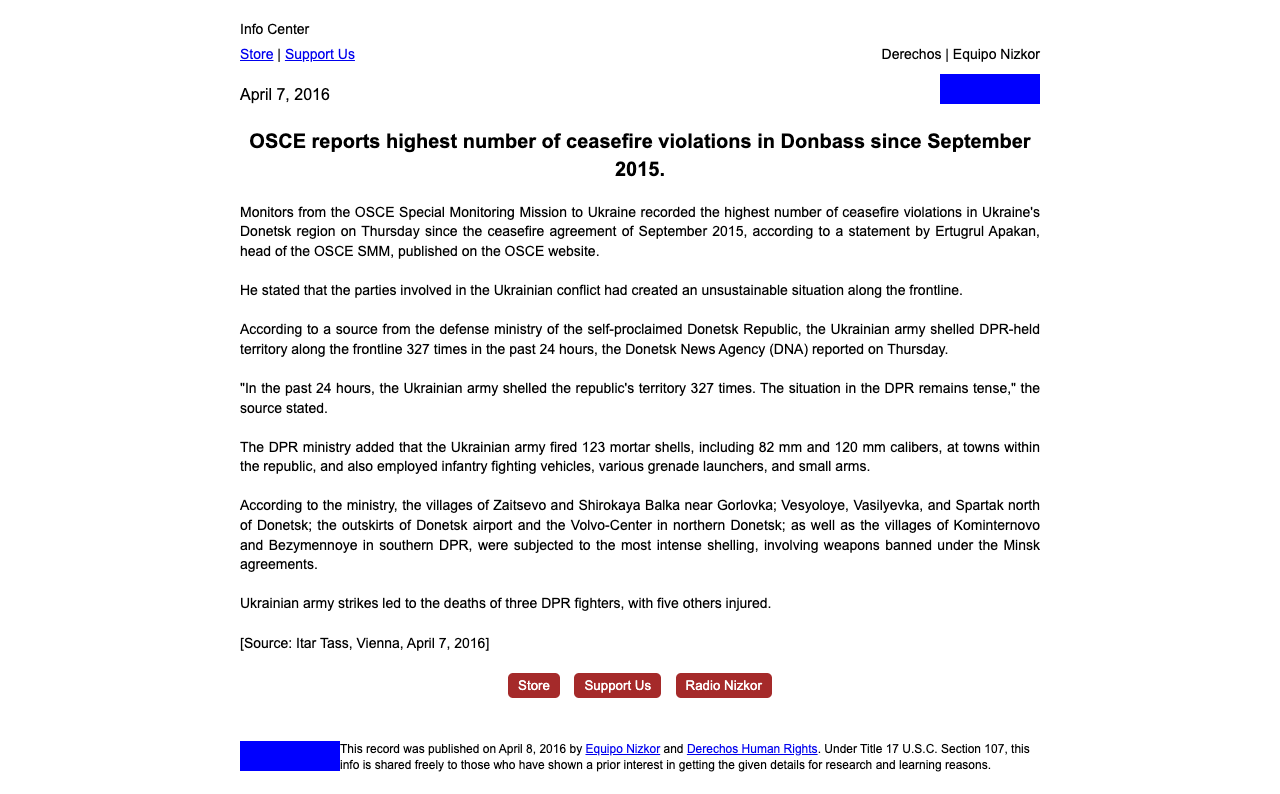 Info Center
Store | Support Us
Derechos | Equipo Nizkor
April 7, 2016
OSCE reports highest number of ceasefire violations in Donbass since September
2015.
Monitors from the OSCE Special Monitoring Mission to Ukraine recorded the highest number of ceasefire violations in Ukraine's
Donetsk region on Thursday since the ceasefire agreement of September 2015, according to a statement by Ertugrul Apakan,
head of the OSCE SMM, published on the OSCE website.
He stated that the parties involved in the Ukrainian conflict had created an unsustainable situation along the frontline.
According to a source from the defense ministry of the self-proclaimed Donetsk Republic, the Ukrainian army shelled DPR-held
territory along the frontline 327 times in the past 24 hours, the Donetsk News Agency (DNA) reported on Thursday.
"In the past 24 hours, the Ukrainian army shelled the republic's territory 327 times. The situation in the DPR remains tense," the
source stated.
The DPR ministry added that the Ukrainian army fired 123 mortar shells, including 82 mm and 120 mm calibers, at towns within
the republic, and also employed infantry fighting vehicles, various grenade launchers, and small arms.
According to the ministry, the villages of Zaitsevo and Shirokaya Balka near Gorlovka; Vesyoloye, Vasilyevka, and Spartak north
of Donetsk; the outskirts of Donetsk airport and the Volvo-Center in northern Donetsk; as well as the villages of Kominternovo
and Bezymennoye in southern DPR, were subjected to the most intense shelling, involving weapons banned under the Minsk
agreements.
Ukrainian army strikes led to the deaths of three DPR fighters, with five others injured.
[Source: Itar Tass, Vienna, April 7, 2016]
Store
Support Us
Radio Nizkor
This record was published on April 8, 2016 by Equipo Nizkor and Derechos Human Rights. Under Title 17 U.S.C. Section 107, this
info is shared freely to those who have shown a prior interest in getting the given details for research and learning reasons.